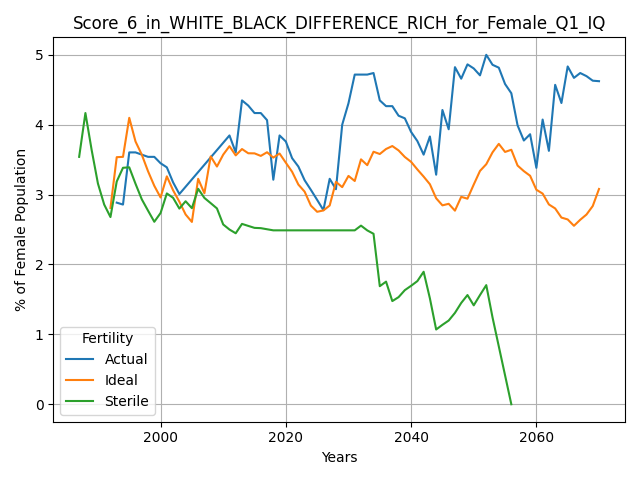 Score_6_in_WHITE_BLACK_DIFFERENCE_RICH_for_Female_Q1_IQ
% of Female Population
5
4
3
2
1
0
Fertility
Actual
Ideal
Sterile
2000
2020
2040
2060
Years